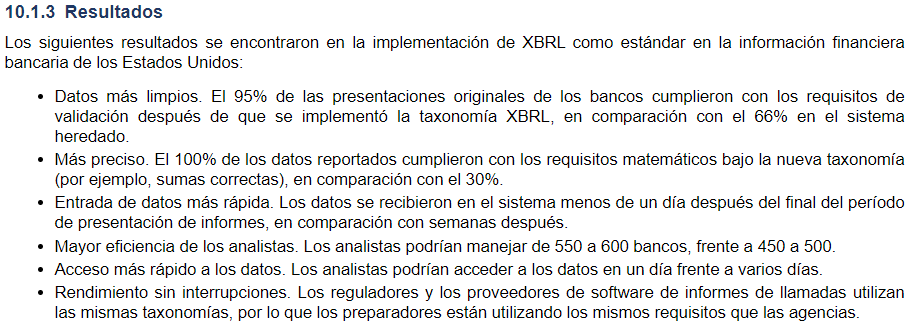 10.1.3 Resultados
Los siguientes resultados se encontraron en la implementación de XBRL como estándar en la información financiera
bancaria de los Estados Unidos:
• Datos más limpios. El 95% de las presentaciones originales de los bancos cumplieron con los requisitos de
validación después de que se implementó la taxonomía XBRL, en comparación con el 66% en el sistema
heredado.
• Más preciso. El 100% de los datos reportados cumplieron con los requisitos matemáticos bajo la nueva taxonomía
(por ejemplo, sumas correctas), en comparación con el 30%.
• Entrada de datos más rápida. Los datos se recibieron en el sistema menos de un día después del final del período
de presentación de informes, en comparación con semanas después.
• Mayor eficiencia de los analistas. Los analistas podrían manejar de 550 a 600 bancos, frente a 450 a 500.
• Acceso más rápido a los datos. Los analistas podrían acceder a los datos en un día frente a varios días.
• Rendimiento sin interrupciones. Los reguladores y los proveedores de software de informes de llamadas utilizan
las mismas taxonomías, por lo que los preparadores están utilizando los mismos requisitos que las agencias.